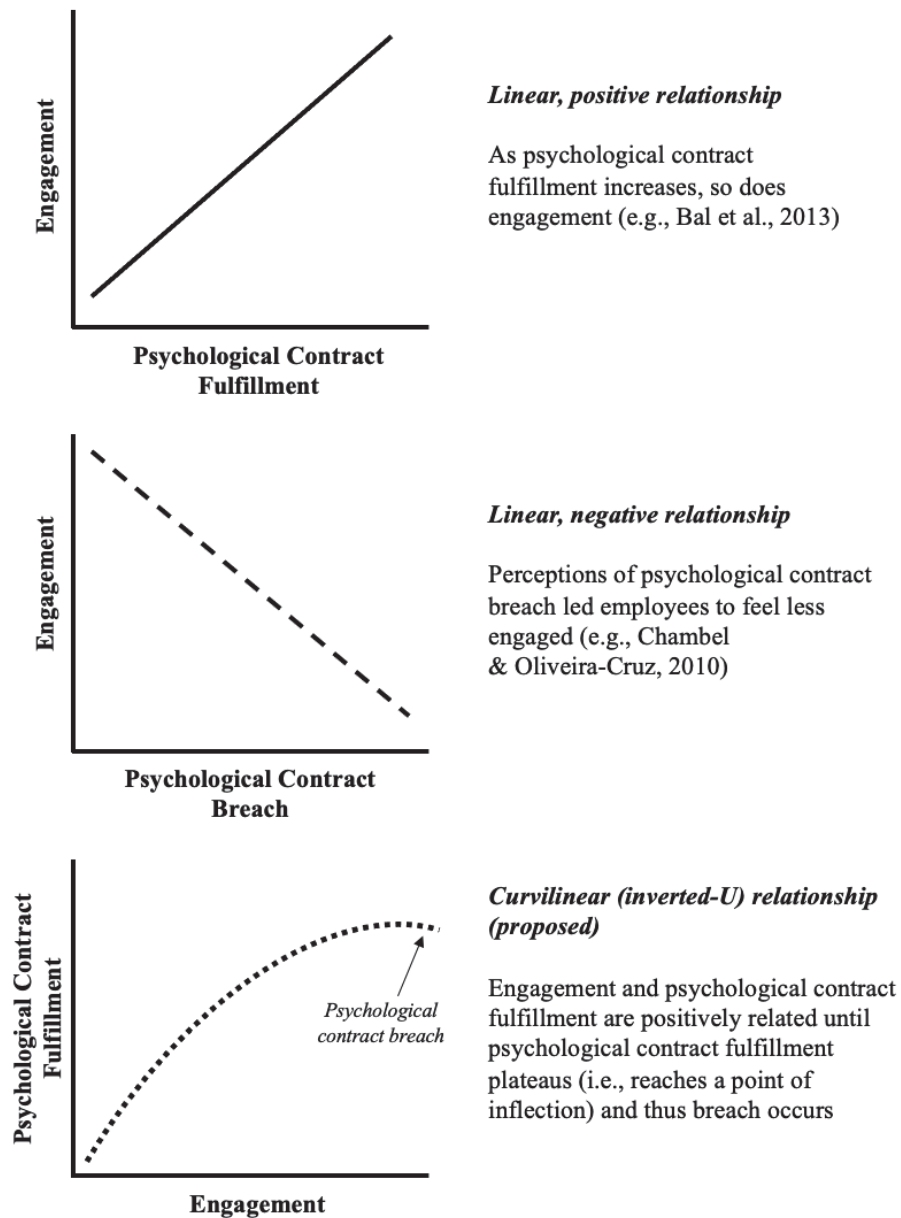 Engagement
Psychological Contract
Fulfillment
Linear, positive relationship
As psychological contract
fulfillment increases, so does
engagement (e.g., Bal et al., 2013)
Engagement
Psychological Contract
Breach
Linear, negative relationship
Perceptions of psychological contract
breach led employees to feel less
engaged (e.g., Chambel
& Oliveira-Cruz, 2010)
Psychological Contract
Fulfillment
Psychological
contract breach
Engagement
Curvilinear (inverted-U) relationship
(proposed)
Engagement and psychological contract
fulfillment are positively related until
psychological contract fulfillment
plateaus (i.e., reaches a point of
inflection) and thus breach occurs